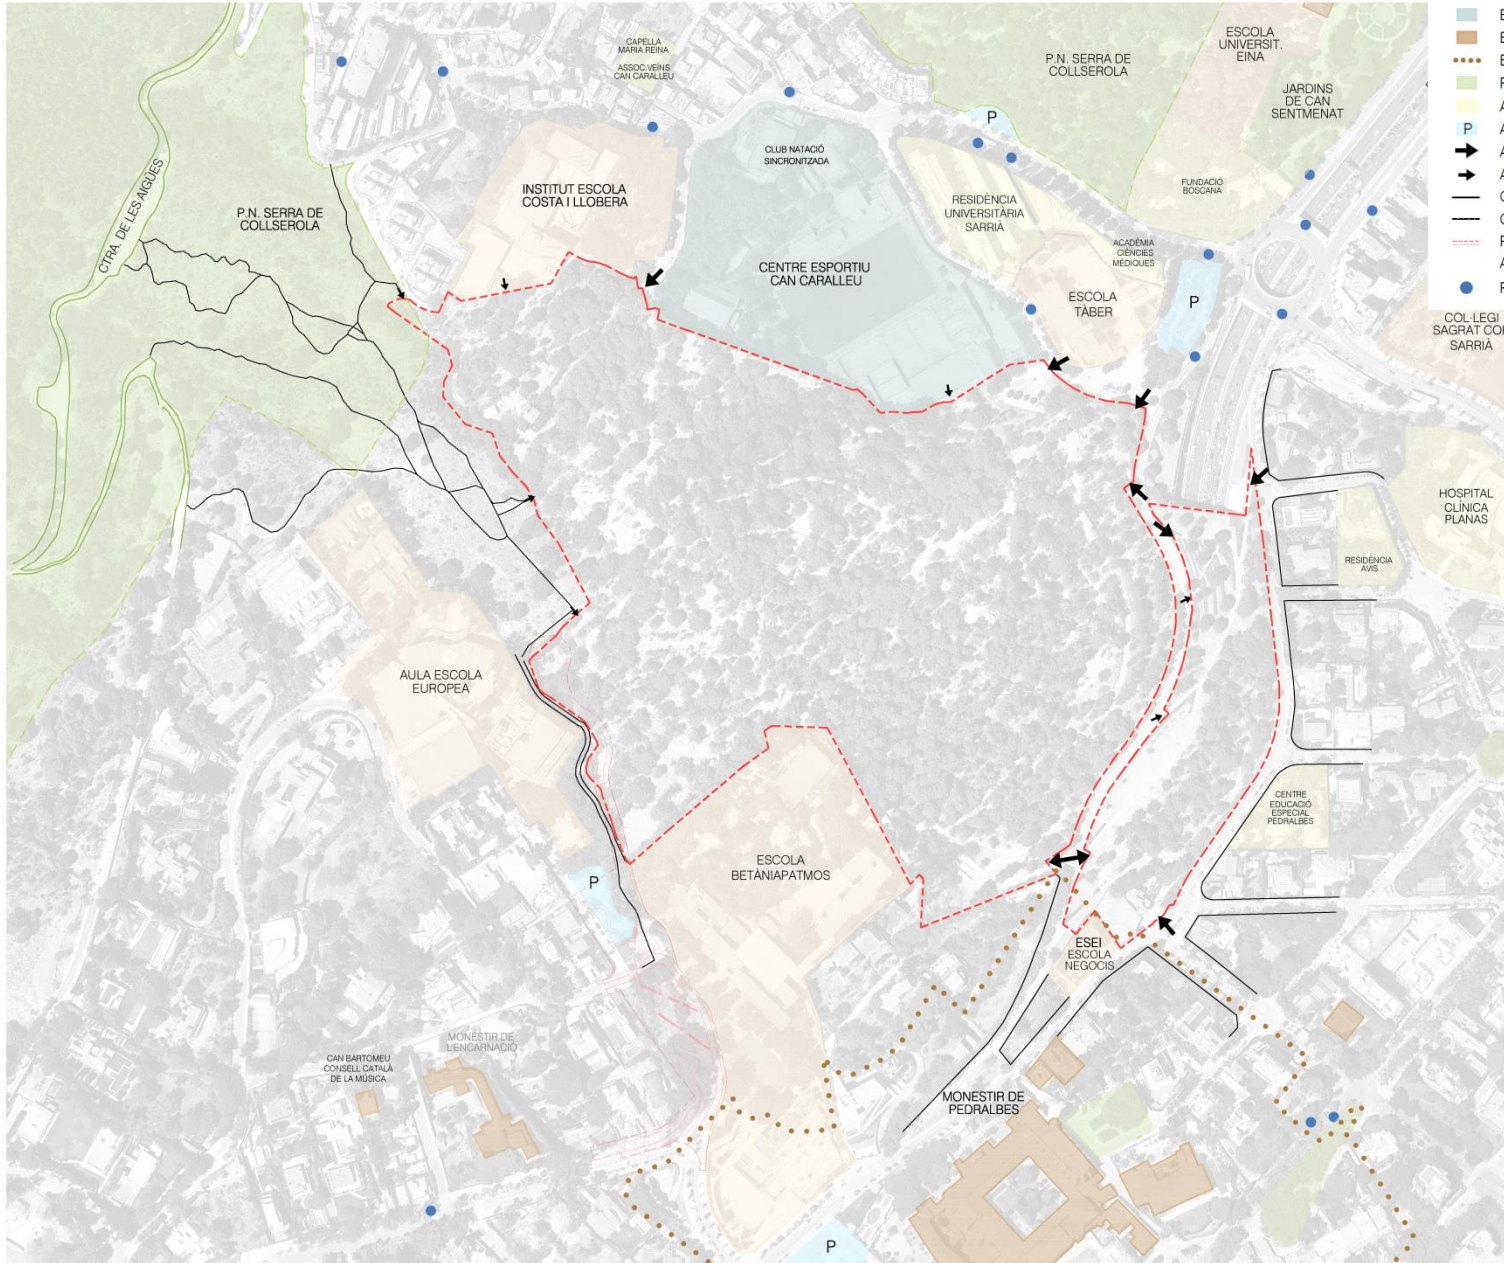 CAPELLA
MARIA REINA
ASSOC.VEÏNS
CAN CARALLEU
P.N. SERRA DE
COLLSEROLA
ESCOLA
UNIVERSIT.
EINA
JARDINS
DE CAN
SENTMENAT
P
P
CLUB NATACIÓ
SINCRONITZADA
INSTITUT ESCOLA
COSTA I LLOBERA
RESIDÈNCIA
UNIVERSITÀRIA
SARRIÀ
FUNDACIÓ
BOSCANA
CTRA. DE LES AIGÜES
P.N. SERRA DE
COLLSEROLA
CENTRE ESPORTIU
CAN CARALLEU
ACADÈMIA
CIÈNCIES
MÈDIQUES
ESCOLA
TÀBER
P
COL·LEGI
SAGRAT
SARRIÀ
HOSPITAL
CLÍNICA
PLANAS
RESIDÈNCIA
AVIS
AULA ESCOLA
EUROPEA
CENTRE
EDUCACIÓ
ESPECIAL
PEDRALBES
P
ESCOLA
BETÀNIAPATMOS
ESEI
ESCOLA
NEGOCIS
MONESTIR DE
L'ENCARNACIÓ
CAN BARTOMEU
CONSELL CATALÀ
DE LA MÚSICA
MONESTIR DE
PEDRALBES
P